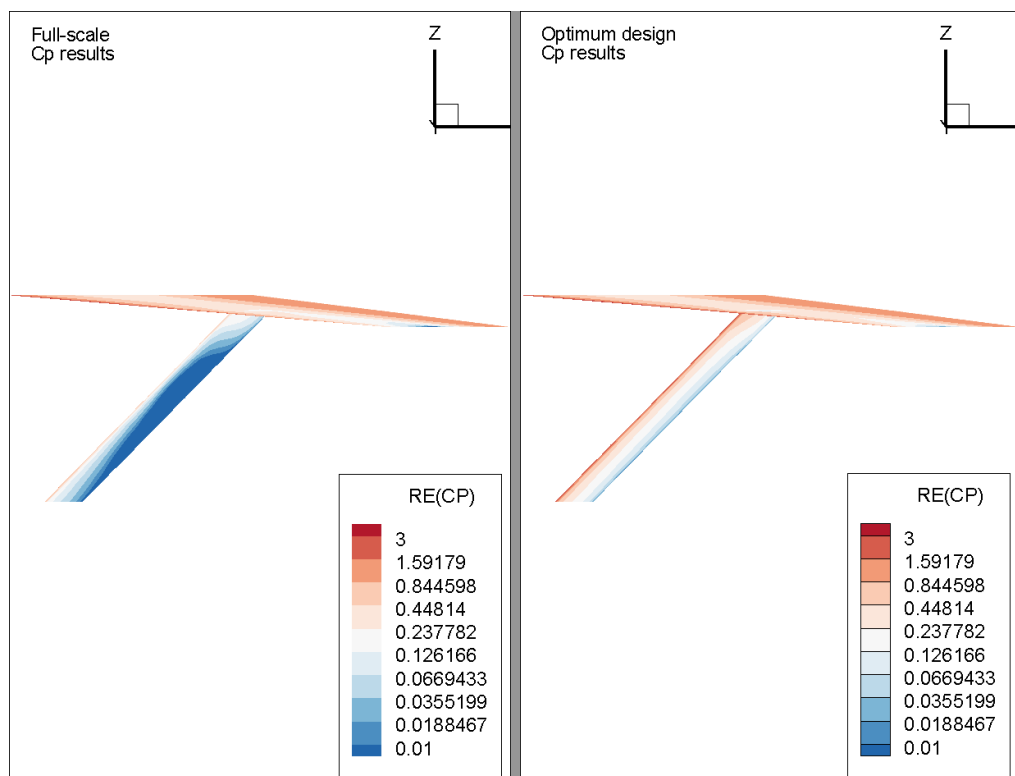 Full-scale
Cp results
Z
RE(CP)
3
1.59179
0.844598
0.44814
0.237782
0.126166
0.0669433
0.0355199
0.0188467
0.01
Optimum design
Cp results
Z
RE(CP)
3
1.59179
0.844598
0.44814
0.237782
0.126166
0.0669433
0.0355199
0.0188467
0.01